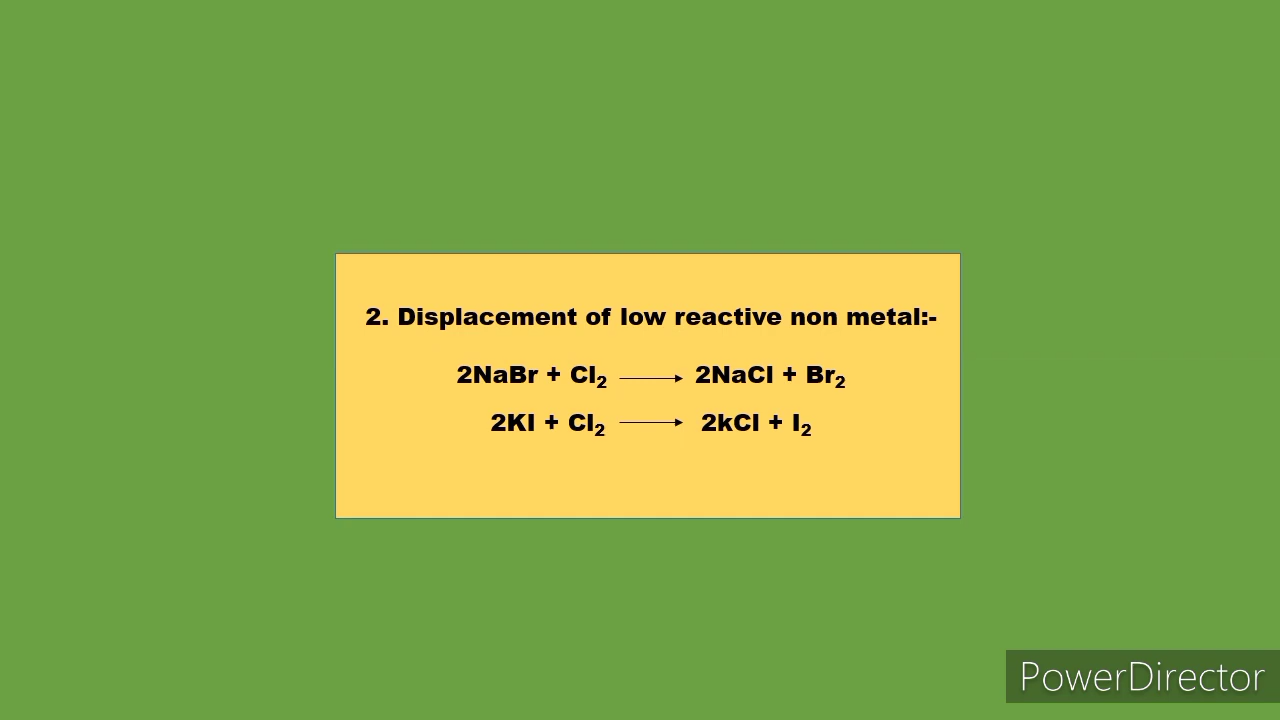 2. Displacement of low reactive non metal:-
2NaBr + Cl₂ ⟶ 2NaCl + Br₂
2KI + Cl₂ ⟶ 2kCl + I₂
PowerDirector